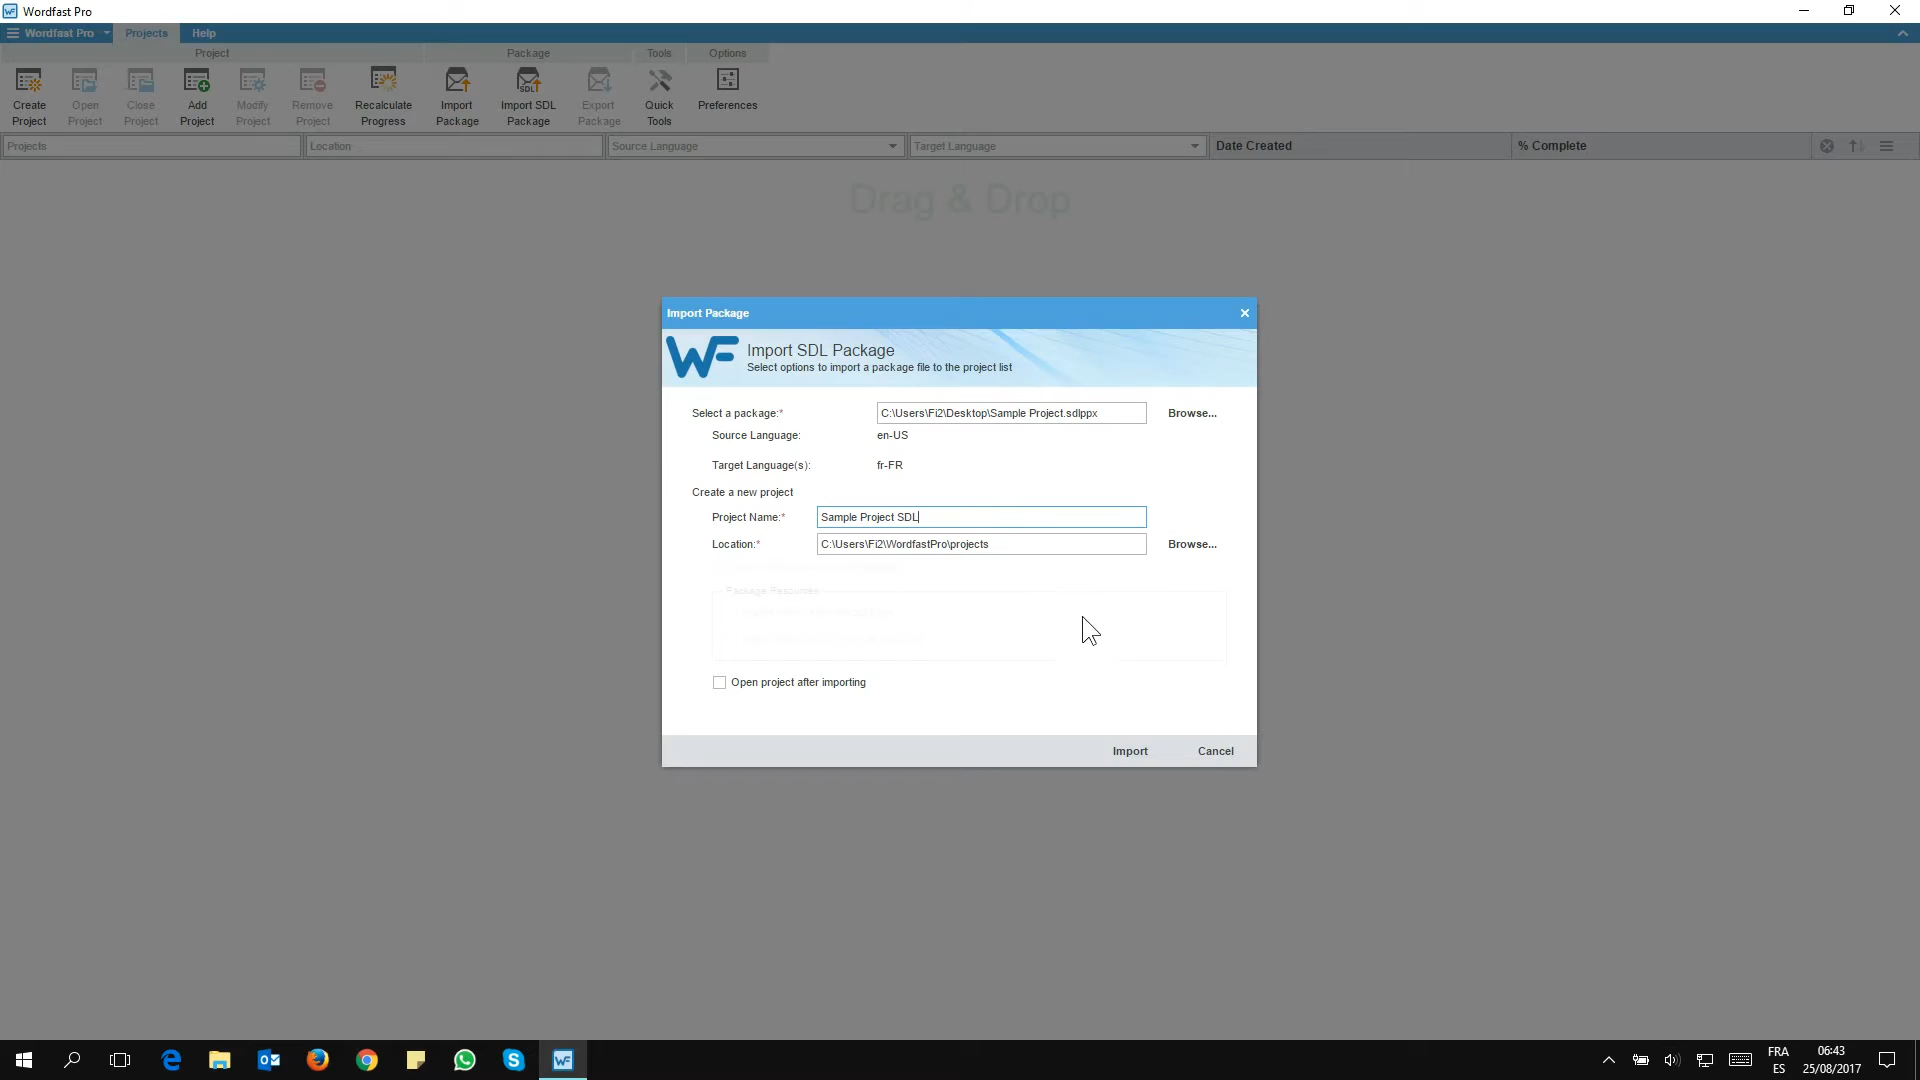 Wordfast Pro
Wordfast Pro Projects Help
Project Package Tools Options
Create Project
Open Project
Close Project
Add Project
Modify Project
Remove Project
Recalculate Progress
Import Package
SDL
Import SDL Package
Export Package
Quick Tools
Preferences
Projects Location Source Language Target Language Date Created % Complete
Drag & Drop
Import Package
WF Import SDL Package
Select options to import a package file to the project list
Select a package:* C:\Users\Fi2\Desktop\Sample Project.sdlppx Browse...
Source Language: en-US
Target Language(s): fr-FR
Create a new project
Project Name:* Sample Project SDL
Location:* C:\Users\Fi2\WordfastPro\projects Browse...
Package Resources
Open project after importing
Import Cancel
FRA 06:43
ES 25/08/2017